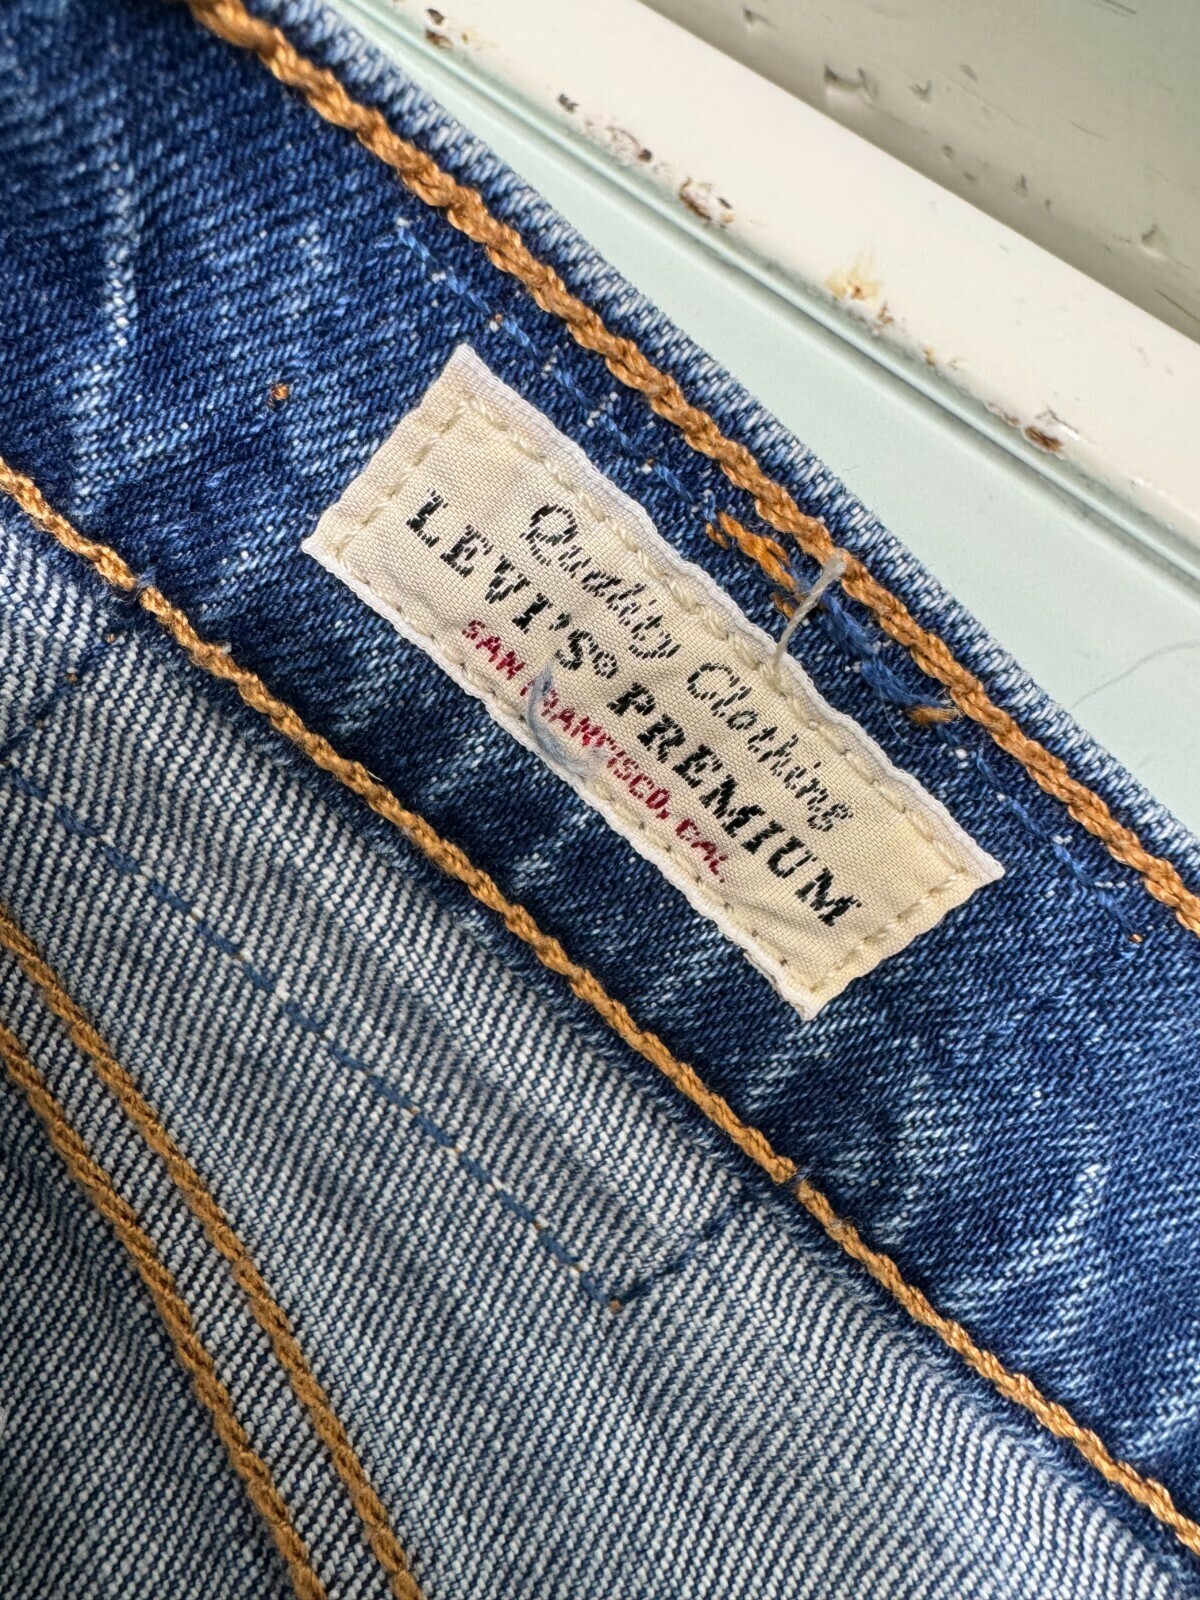 Quality Clothing
LEVI'S® PREMIUM
SAN FRANCISCO, CAL.